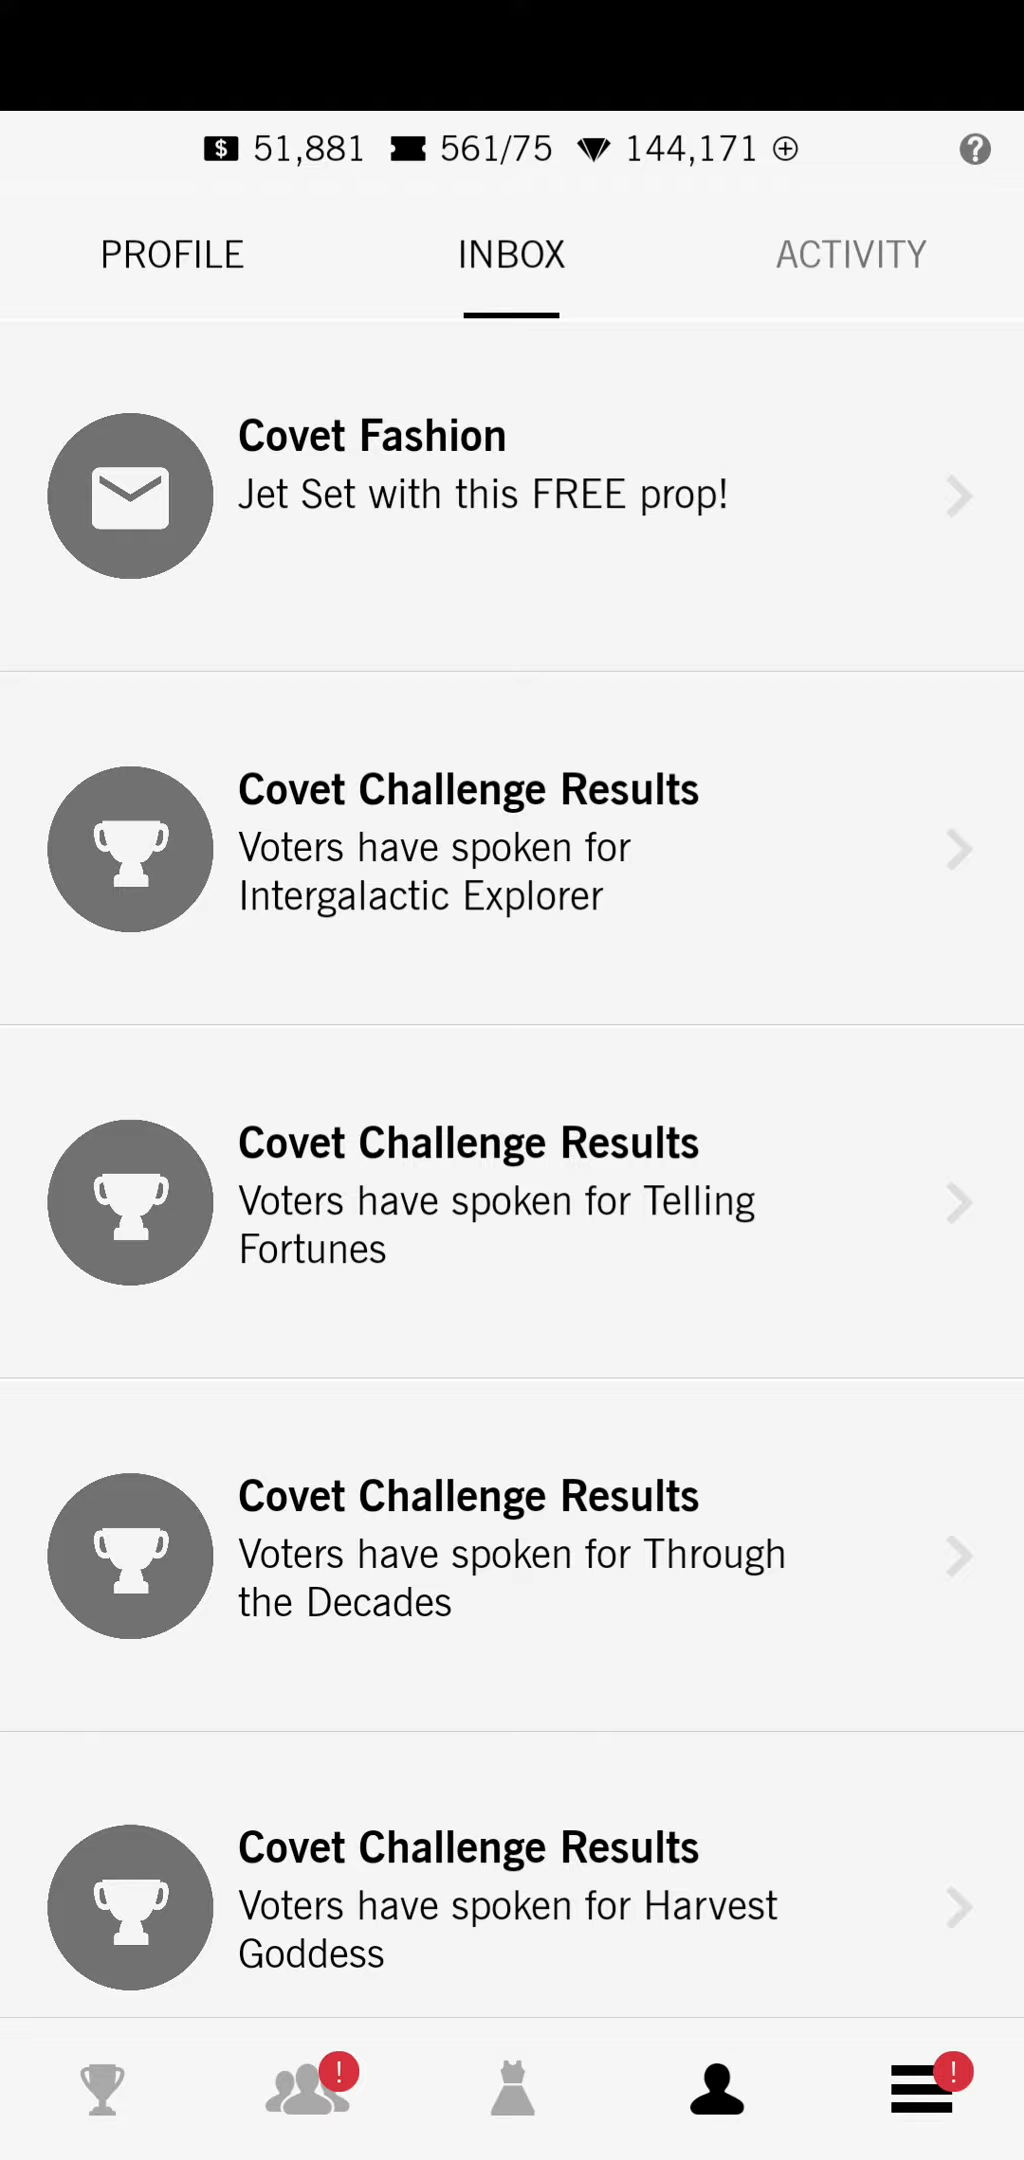 $ 51,881 561/75 144,171 ?
PROFILE INBOX ACTIVITY
Covet Fashion
Jet Set with this FREE prop!
Covet Challenge Results
Voters have spoken for
Intergalactic Explorer
Covet Challenge Results
Voters have spoken for Telling
Fortunes
Covet Challenge Results
Voters have spoken for Through
the Decades
Covet Challenge Results
Voters have spoken for Harvest
Goddess
! !